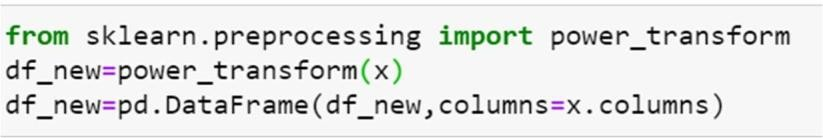 from sklearn.preprocessing import power_transform
df_new=power_transform(x)
df_new=pd.DataFrame(df_new,columns=x.columns)